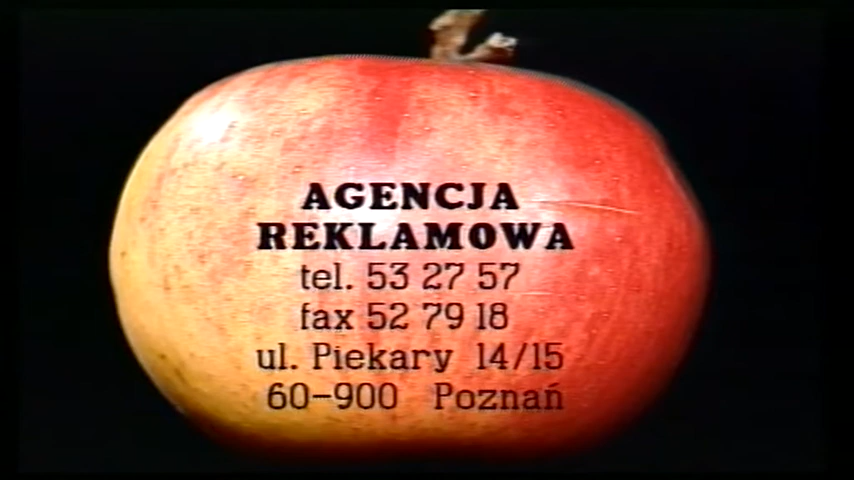 AGENCJA
REKLAMOWA
tel. 53 27 57
fax 52 79 18
ul. Piekary 14/15
60-900 Poznań